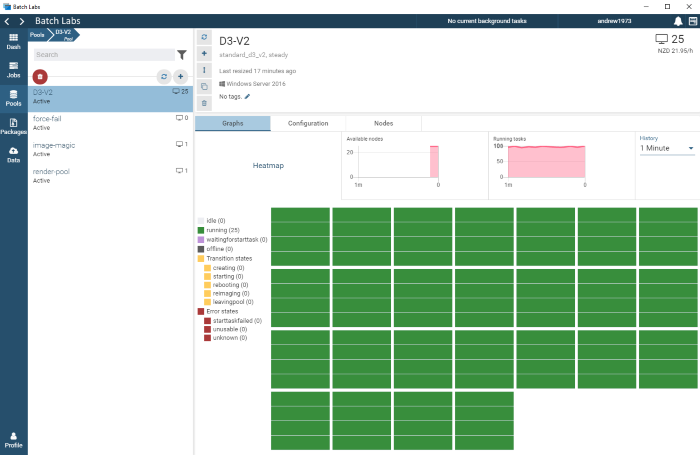 Batch Labs
Batch Labs
No current background tasks
andrew1973
Dash
Jobs
Pools
Packages
Data
Profile
Pools
D3-V2
Pool
Search
D3-V2
25
Active
force-fail
0
Active
image-magic
1
Active
render-pool
1
Active
D3-V2
standard_d3_v2, steady
Last resized 17 minutes ago
Windows Server 2016
No tags.
25
NZD 21.95/h
Graphs
Configuration
Nodes
Heatmap
Available nodes
20
0
1m
0
Running tasks
100
50
0
1m
0
History
1 Minute
idle (0)
running (25)
waitingforstarttask (0)
offline (0)
Transition states
creating (0)
starting (0)
rebooting (0)
reimaging (0)
leavingpool (0)
Error states
starttaskfailed (0)
unusable (0)
unknown (0)